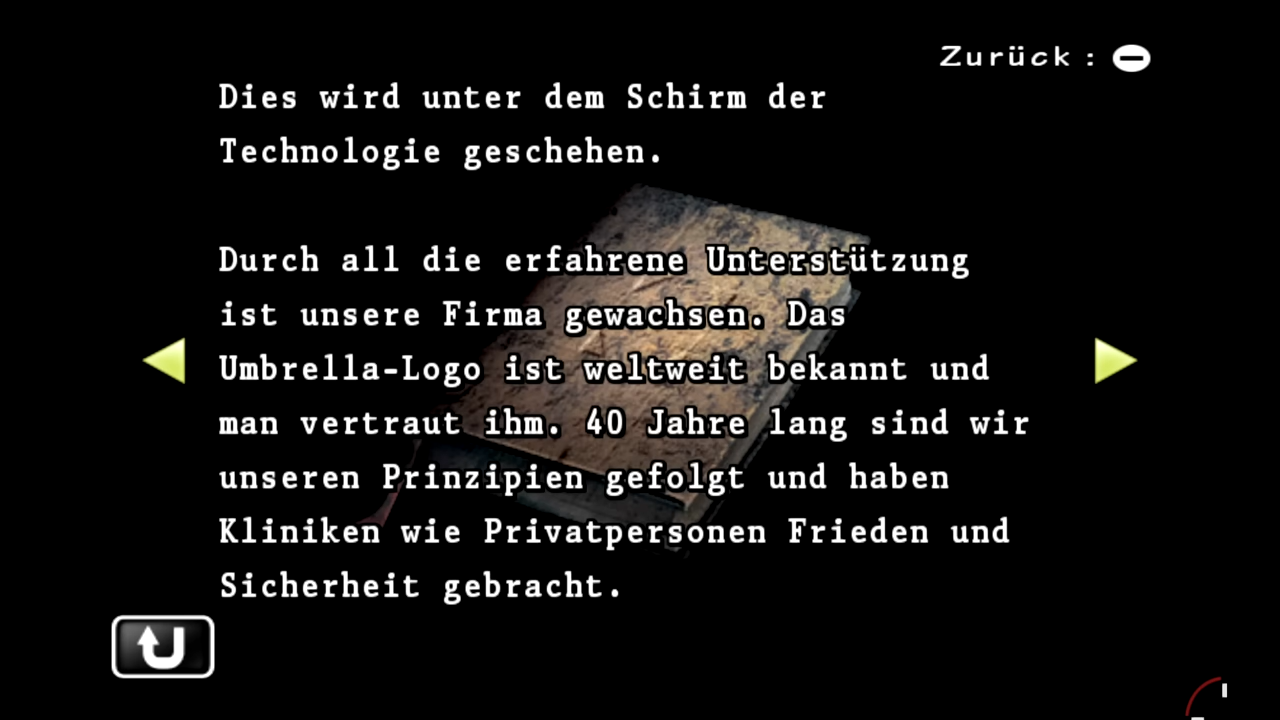 Zurück :
Dies wird unter dem Schirm der
Technologie geschehen.
Durch all die erfahrene Unterstützung
ist unsere Firma gewachsen. Das
Umbrella-Logo ist weltweit bekannt und
man vertraut ihm. 40 Jahre lang sind wir
unseren Prinzipien gefolgt und haben
Kliniken wie Privatpersonen Frieden und
Sicherheit gebracht.